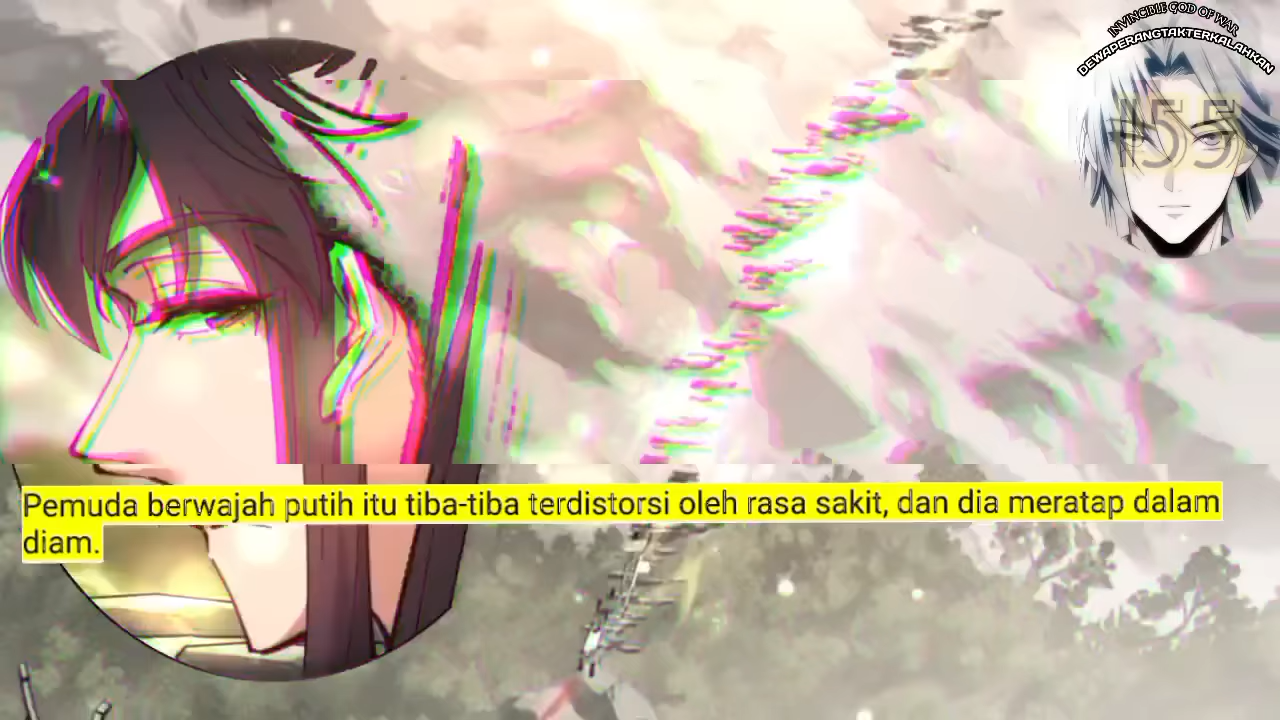 INVINCIBLE GOD OF WAR
DEWAPERANGTAKTERKALAHKAN
155
Pemuda berwajah putih itu tiba-tiba terdistorsi oleh rasa sakit, dan dia meratap dalam
diam.